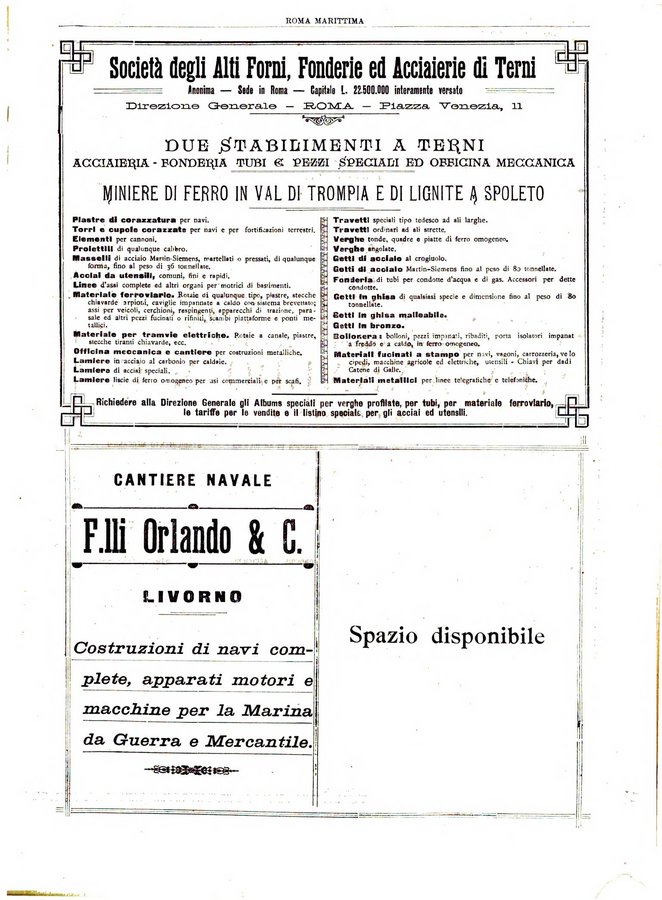 ROMA MARITTIMA
Società degli Alti Forni, Fonderie ed Acciaierie di Terni
Anonima — Sede in Roma — Capitale L. 22.500.000 interamente versato
Direzione Generale — ROMA — Piazza Venezia, 11
DUE STABILIMENTI A TERNI
ACCIAIERIA - FONDERIA TUBI E PEZZI SPECIALI ED OFFICINA MECCANICA
MINIERE DI FERRO IN VAL DI TROMPIA E DI LIGNITE A SPOLETO
Piastre di corazzatura per navi.
Torri e cupole corazzate per navi e per fortificazioni terrestri.
Elementi per cannoni.
Proiettili di qualunque calibro.
Masselli di acciaio Martin-Siemens, martellati o pressati, di qualunque
forma, fino al peso di 36 tonnellate.
Acciai da utensili, comuni, fini e rapidi.
Linee d'assi complete ed altri organi per motori di bastimenti.
Materiale ferroviario. Rotaie di qualunque tipo, piastre, stecche
chiavarde arpioni, caviglie impannate a caldo con sistema brevettato;
assi per veicoli, cerchioni, respingenti, apparecchi di trazione, para-
sale ed altri pezzi fucinati o rifiniti, scambi piattaforme e ponti me-
tallici.
Materiale per tramvie elettriche. Rotaie a canale, piastre,
stecche tiranti chiavarde, ecc.
Officina meccanica e cantiere per costruzioni metalliche.
Lamiere in acciaio al carbonio per caldaie.
Lamiera di acciai speciali.
Lamiere liscie di ferro omogeneo per usi commerciali e per scafi.
Travetti speciali tipo tedesco ad ali larghe.
Travetti ordinari ad ali strette.
Verghe tonde, quadre e piatte di ferro omogeneo.
Verghe angolate.
Getti di acciaio al crogiuolo.
Getti di acciaio Martin-Siemens fino al peso di 80 tonnellate.
Fonderia di tubi per condotte d'acqua e di gas. Accessori per dette
condotte.
Getti in ghisa di qualsiasi specie e dimensione fino al peso di 80
tonnellate.
Getti in ghisa malleabile.
Getti in bronzo.
Bulloneria: bolloni, pezzi impanati, ribaditi, porta isolatori impanat
a freddo o a caldo, in ferro omogeneo.
Materiali fucinati a stampo per navi, vagoni, carrozzeria, velo
cipedi, macchine agricole ed elettriche, utensili - Chiavi per dadi
Catene di Galle.
Materiali metallici per linee telegrafiche e telefoniche.
Richiedere alla Direzione Generale gli Albums speciali per verghe profilate, per tubi, per materiale ferroviario,
le tariffe per le vendite e il listino speciale per gli acciai ed utensili.
CANTIERE NAVALE
F.lli Orlando & C.
LIVORNO
Costruzioni di navi com-
plete, apparati motori e
macchine per la Marina
da Guerra e Mercantile.
Spazio disponibile